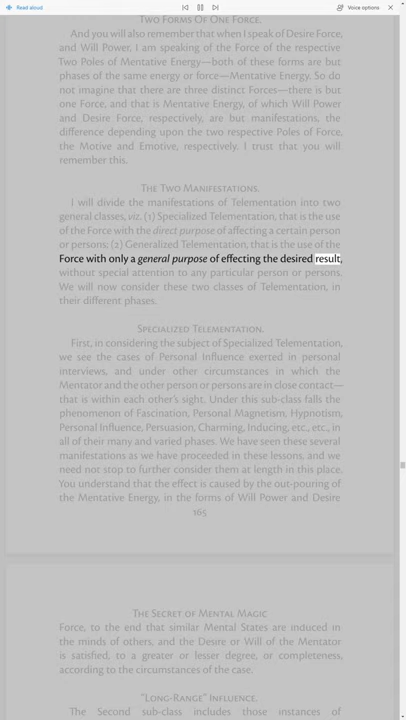 Read aloud
Voice options
Two Forms Of One Force.
And you will also remember that when I speak of Desire Force,
and Will Power, I am speaking of the Force of the respective
Two Poles of Mentative Energy—both of these forms are but
phases of the same energy or force—Mentative Energy. So do
not imagine that there are three distinct Forces—there is but
one Force, and that is Mentative Energy, of which Will Power
and Desire Force, respectively, are but manifestations, the
difference depending upon the two respective Poles of Force,
the Motive and Emotive, respectively. I trust that you will
remember this.
The Two Manifestations.
I will divide the manifestations of Telementation into two
general classes, viz. (1) Specialized Telementation, that is the use
of the Force with the direct purpose of affecting a certain person
or persons; (2) Generalized Telementation, that is the use of the
Force with only a general purpose of effecting the desired result,
without special attention to any particular person or persons.
We will now consider these two classes of Telementation, in
their different phases.
Specialized Telementation.
First, in considering the subject of Specialized Telementation,
we see the cases of Personal Influence exerted in personal
interviews, and under other circumstances in which the
Mentator and the other person or persons are in close contact—
that is within each other's sight. Under this sub-class falls the
phenomenon of Fascination, Personal Magnetism, Hypnotism,
Personal Influence, Persuasion, Charming, Inducing, etc., etc., in
all of their many and varied phases. We have seen these several
manifestations as we have proceeded in these lessons, and we
need not stop to further consider them at length in this place.
You understand that the effect is caused by the out-pouring of
the Mentative Energy, in the forms of Will Power and Desire
165
The Secret of Mental Magic
Force, to the end that similar Mental States are induced in
the minds of others, and the Desire or Will of the Mentator
is satisfied, to a greater or lesser degree, or completeness,
according to the circumstances of the case.
"Long-Range" Influence.
The Second sub-class includes those instances of